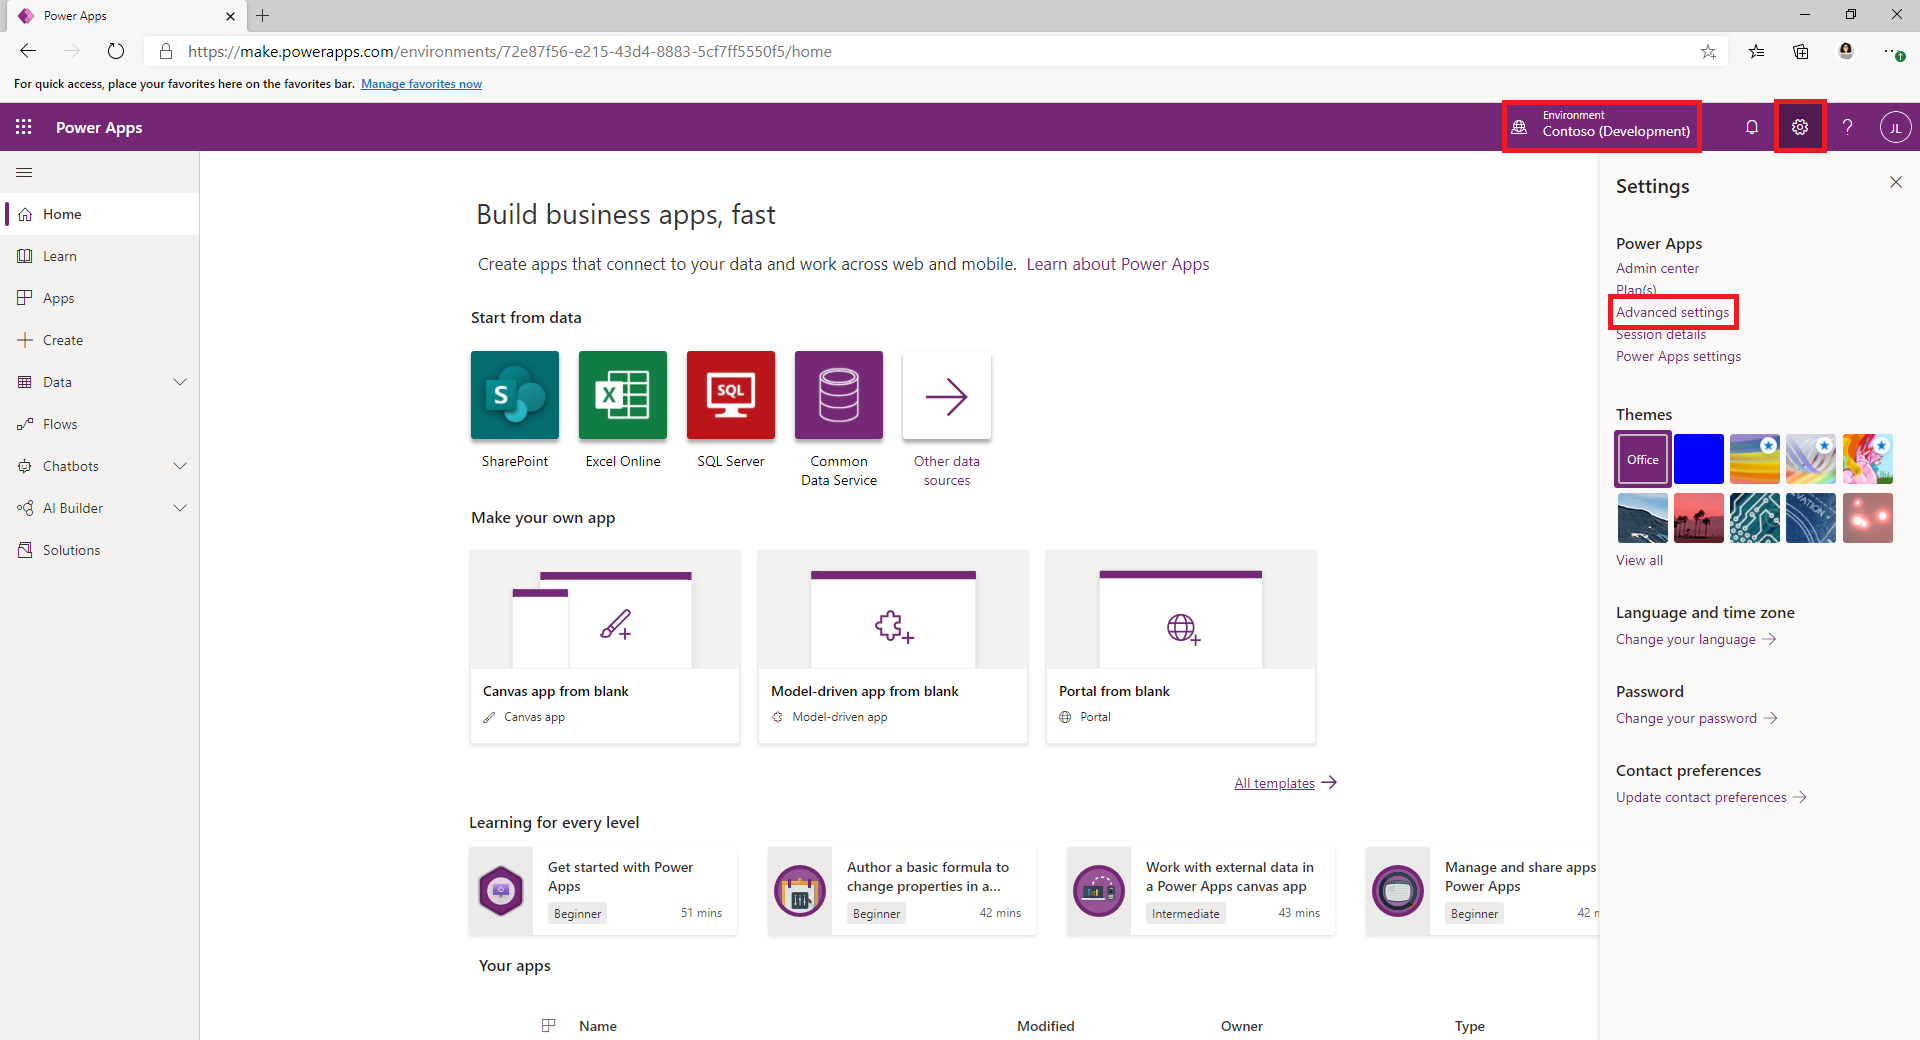 Power Apps
https://make.powerapps.com/environments/72e87f56-e215-43d4-8883-5cf7ff5550f5/home
For quick access, place your favorites here on the favorites bar. Manage favorites now
Power Apps
Environment
Contoso (Development)
?
JL
Home
Learn
Apps
Create
Data
Flows
Chatbots
AI Builder
Solutions
Build business apps, fast
Create apps that connect to your data and work across web and mobile. Learn about Power Apps
Start from data
S
X
SQL
SharePoint
Excel Online
SQL Server
Common
Data Service
Other data
sources
Make your own app
Canvas app from blank
Canvas app
Model-driven app from blank
Model-driven app
Portal from blank
Portal
All templates
Learning for every level
Get started with Power
Apps
Beginner 51 mins
Author a basic formula to
change properties in a...
Beginner 42 mins
Work with external data in
a Power Apps canvas app
Intermediate 43 mins
Manage and share apps
Power Apps
Beginner 42
Your apps
Name Modified Owner Type
Settings
Power Apps
Admin center
Plan(s)
Advanced settings
Session details
Power Apps settings
Themes
Office
View all
Language and time zone
Change your language
Password
Change your password
Contact preferences
Update contact preferences